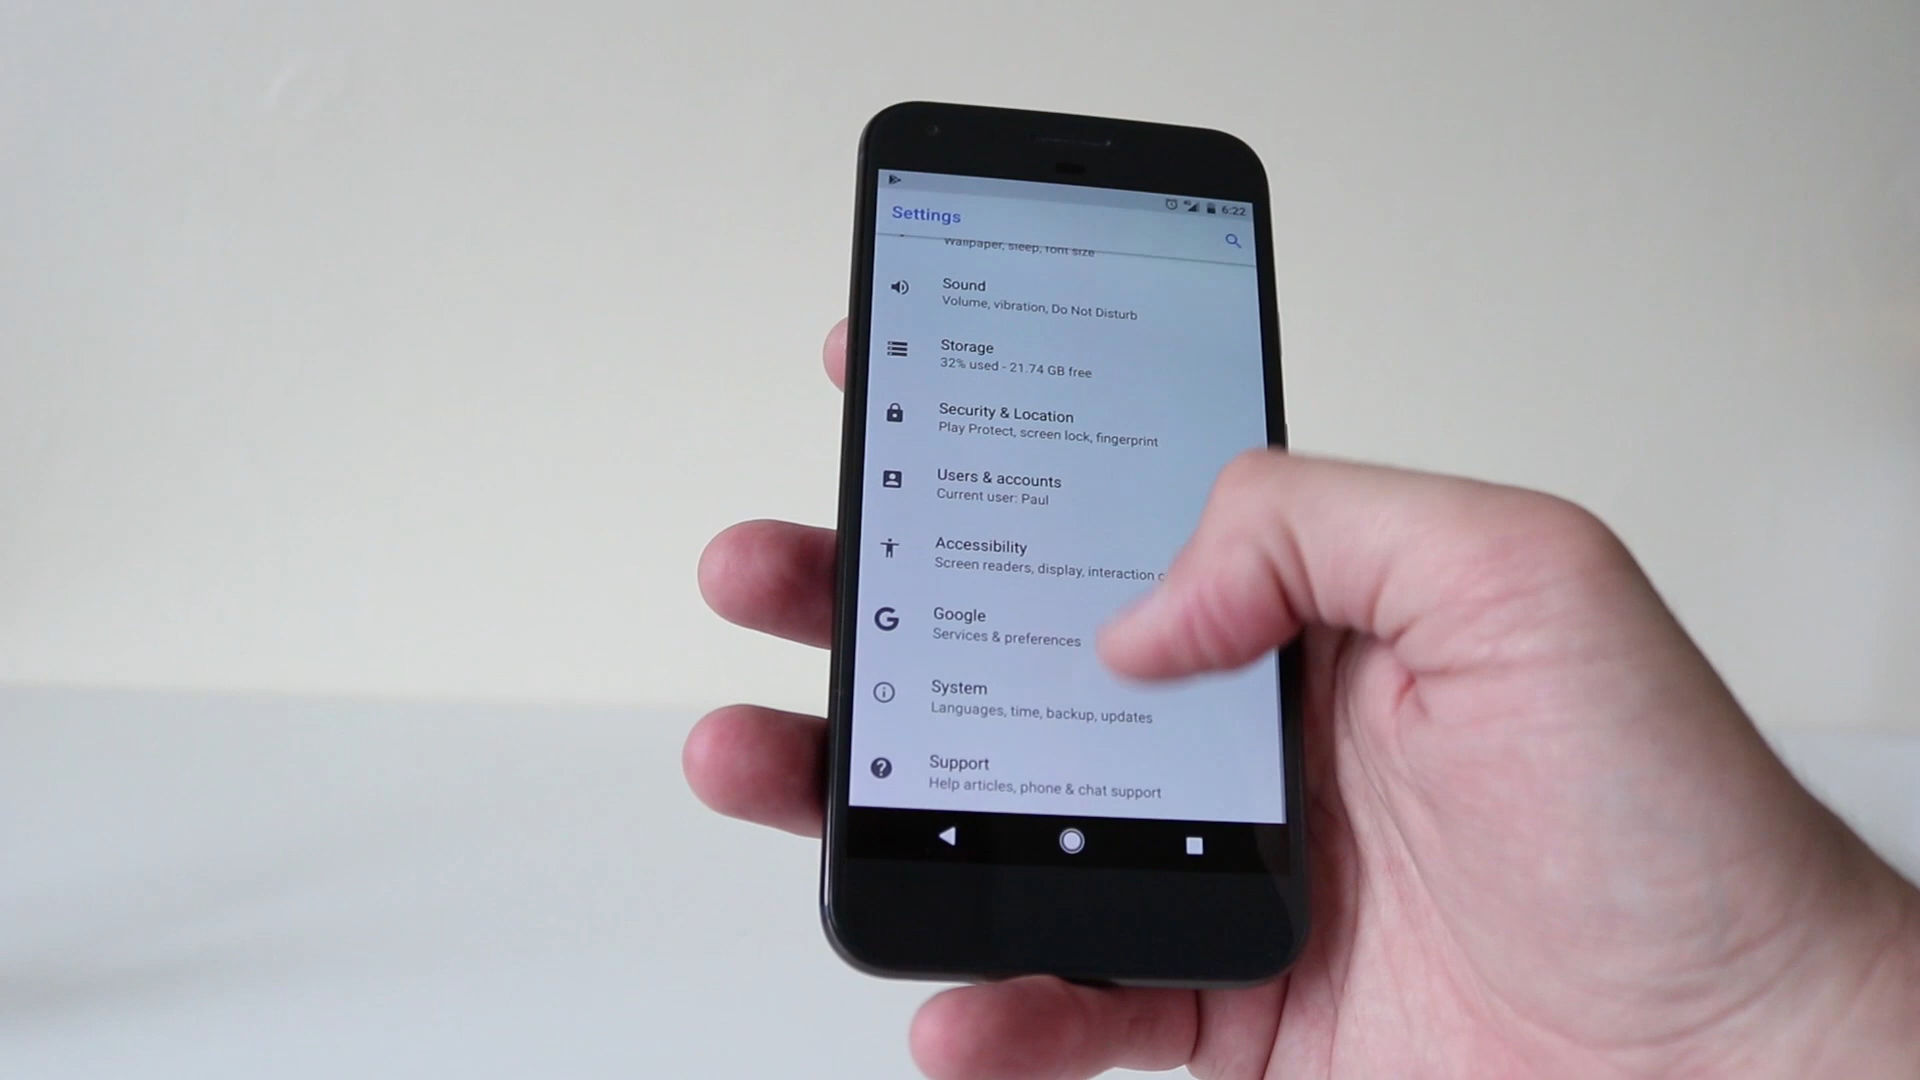 6:22
Settings
Wallpaper, sleep, font size
Sound
Volume, vibration, Do Not Disturb
Storage
32% used - 21.74 GB free
Security & Location
Play Protect, screen lock, fingerprint
Users & accounts
Current user: Paul
Accessibility
Screen readers, display, interaction
Google
Services & preferences
System
Languages, time, backup, updates
Support
Help articles, phone & chat support